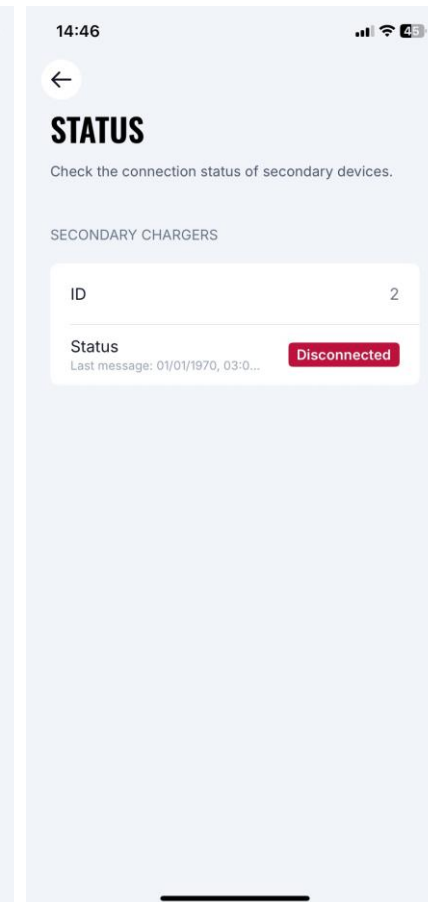 14:46
45
STATUS
Check the connection status of secondary devices.
SECONDARY CHARGERS
ID
2
Status
Last message: 01/01/1970, 03:0...
Disconnected